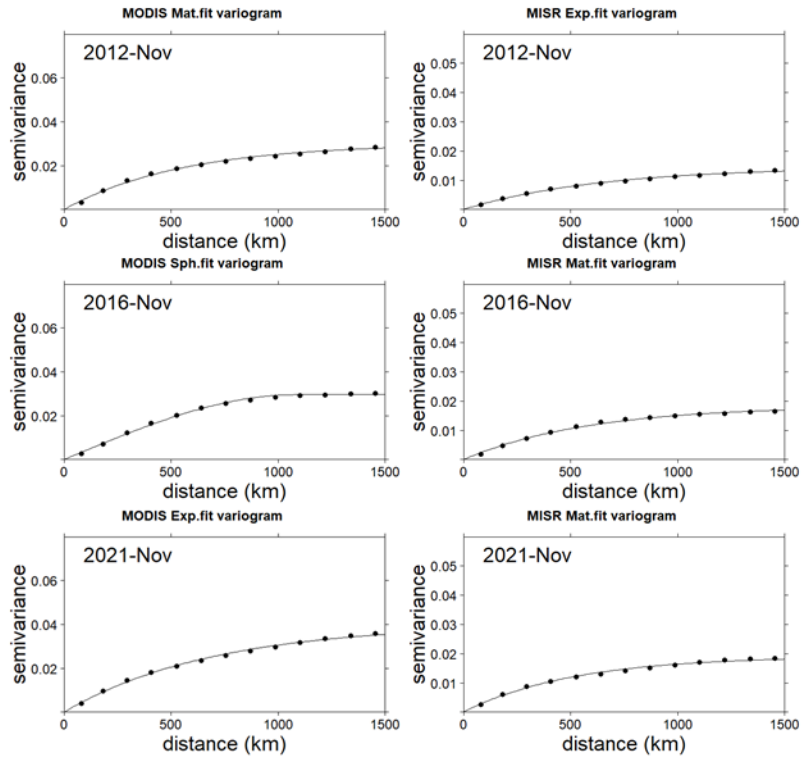 MODIS Mat.fit variogram
2012-Nov
semivariance
0.02 0.04 0.06
0 500 1000 1500
distance (km)
MISR Exp.fit variogram
2012-Nov
semivariance
0.01 0.02 0.03 0.04 0.05
0 500 1000 1500
distance (km)
MODIS Sph.fit variogram
2016-Nov
semivariance
0.02 0.04 0.06
0 500 1000 1500
distance (km)
MISR Mat.fit variogram
2016-Nov
semivariance
0.01 0.02 0.03 0.04 0.05
0 500 1000 1500
distance (km)
MODIS Exp.fit variogram
2021-Nov
semivariance
0.02 0.04 0.06
0 500 1000 1500
distance (km)
MISR Mat.fit variogram
2021-Nov
semivariance
0.01 0.02 0.03 0.04 0.05
0 500 1000 1500
distance (km)